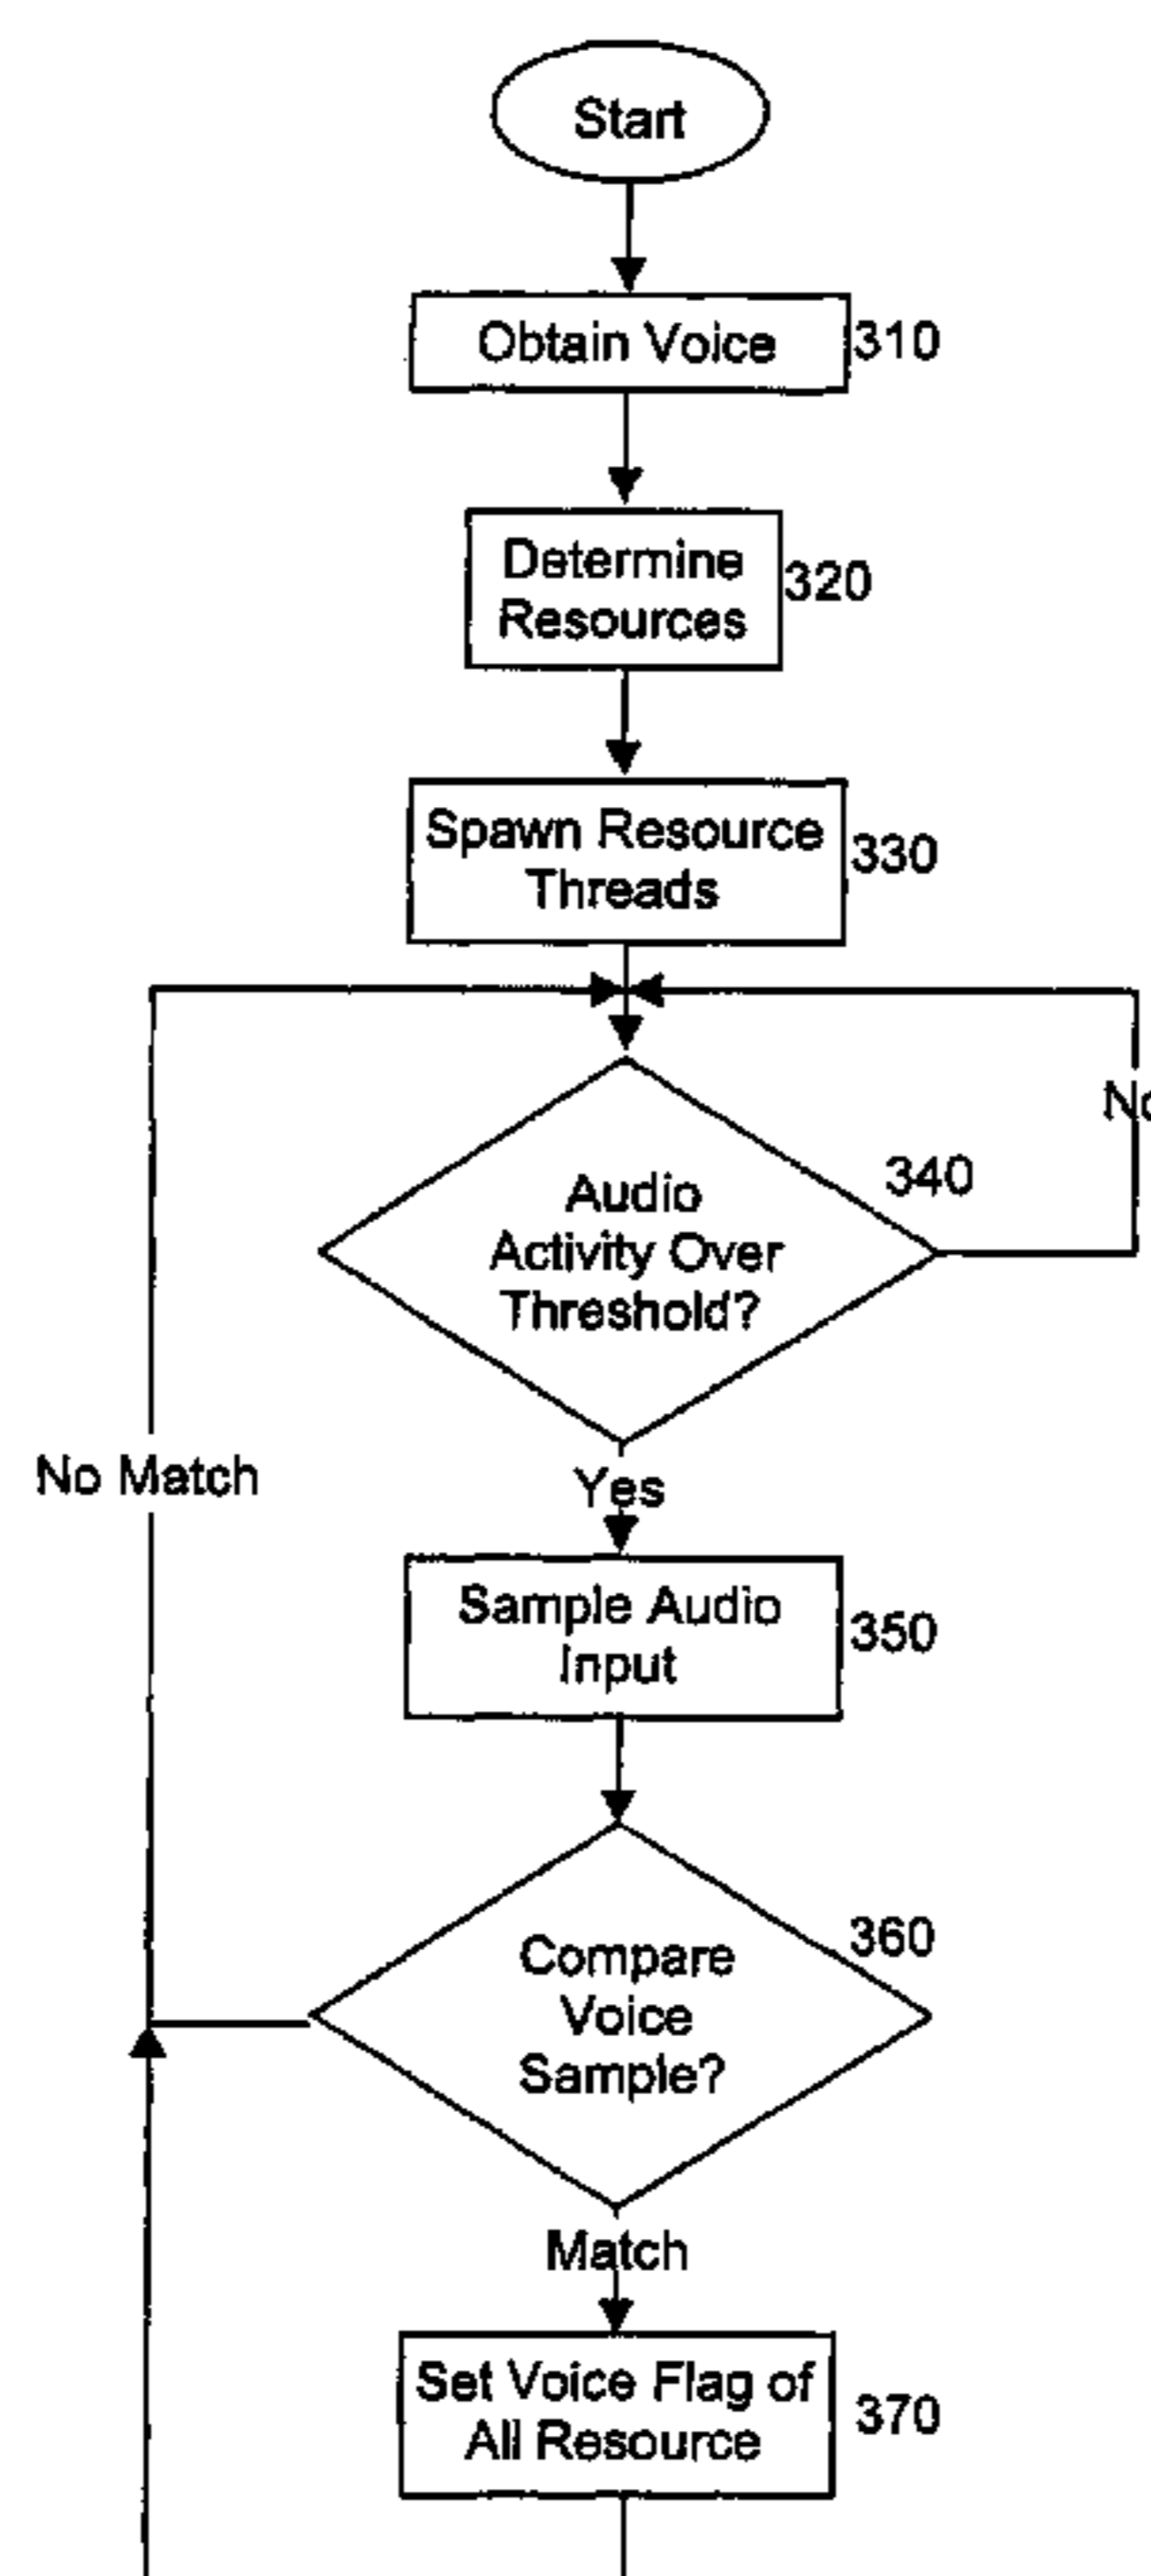 Start
Obtain Voice
310
Determine
Resources
320
Spawn Resource
Threads
330
No
340
Audio
Activity Over
Threshold?
No Match
Yes
Sample Audio
Input
350
360
Compare
Voice
Sample?
Match
Set Voice Flag of
All Resource
370